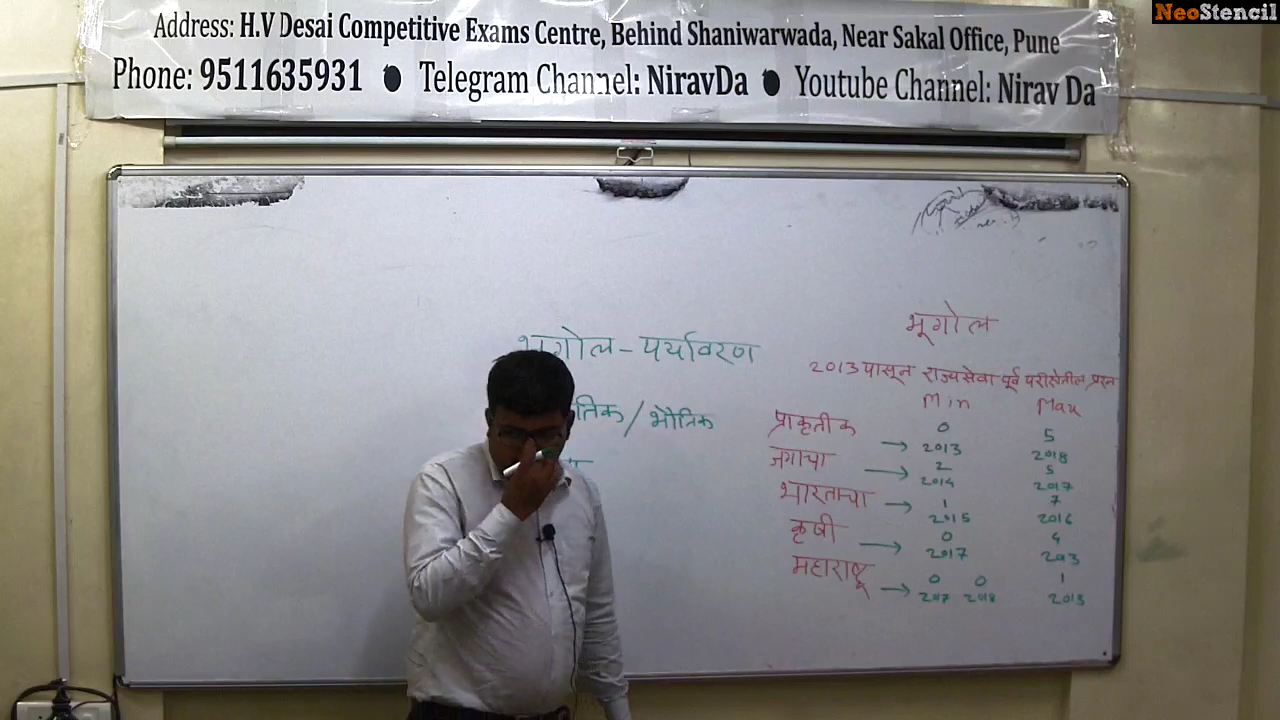 NeoStencil
Address: H.V Desai Competitive Exams Centre, Behind Shaniwarwada, Near Sakal Office, Pune
Phone: 9511635931 ● Telegram Channel: NiravDa ● Youtube Channel: Nirav Da
भूगोल – पर्यावरण
तिक / भौतिक
भूगोल
2013 पासून राज्यसेवा पूर्व परीक्षेतील प्रश्न
Min Max
प्राकृतीक → 0 5
2013 2018
जगाचा → 2 5
2014 2017
भारताचा → 1 7
2015 2016
कृषी → 0 4
2017 2013
महाराष्ट्र → 0 0 1
2017 2018 2013